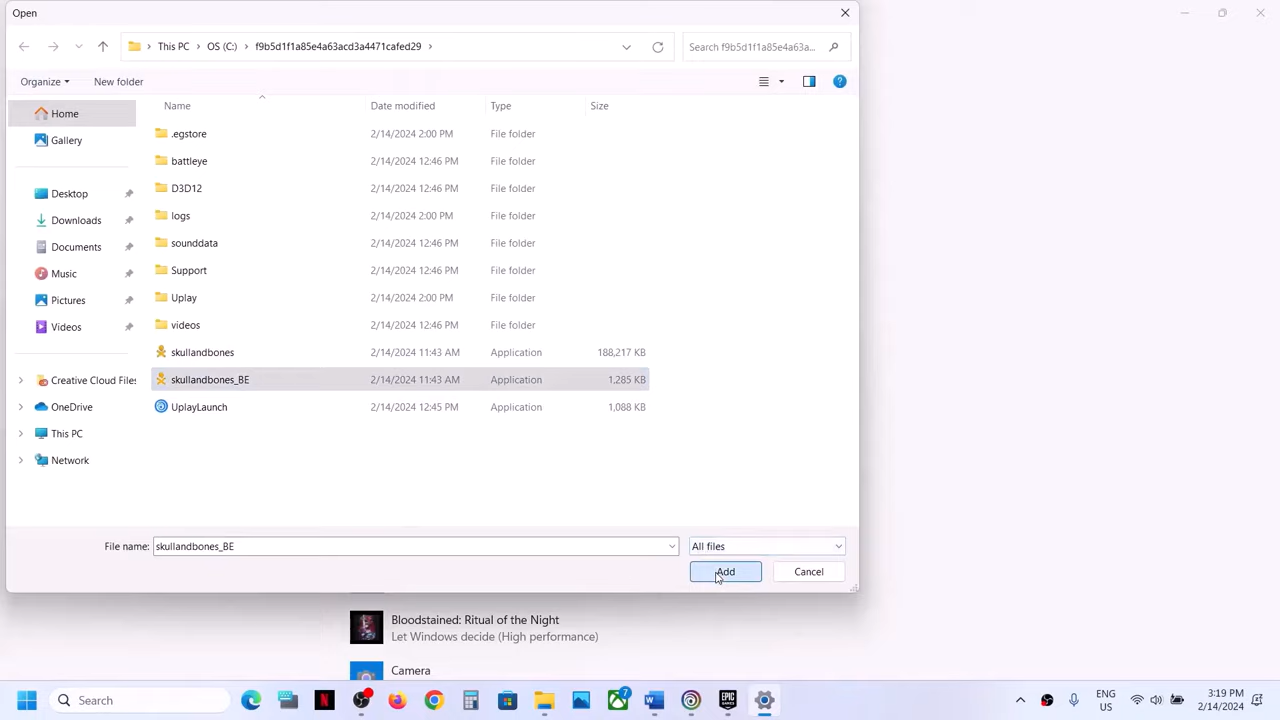 Open
This PC
OS (C:)
f9b5d1f1a85e4a63acd3a4471cafed29
Search f9b5d1f1a85e4a63a...
Organize
New folder
Home
Gallery
Desktop
Downloads
Documents
Music
Pictures
Videos
Creative Cloud Files
OneDrive
This PC
Network
Name Date modified Type Size
.egstore 2/14/2024 2:00 PM File folder
battleye 2/14/2024 12:46 PM File folder
D3D12 2/14/2024 12:46 PM File folder
logs 2/14/2024 2:00 PM File folder
sounddata 2/14/2024 12:46 PM File folder
Support 2/14/2024 12:46 PM File folder
Uplay 2/14/2024 2:00 PM File folder
videos 2/14/2024 12:46 PM File folder
skullandbones 2/14/2024 11:43 AM Application 188,217 KB
skullandbones_BE 2/14/2024 11:43 AM Application 1,285 KB
UplayLaunch 2/14/2024 12:45 PM Application 1,088 KB
File name: skullandbones_BE
All files
Add
Cancel
Bloodstained: Ritual of the Night
Let Windows decide (High performance)
Camera
Search
7
EPIC GAMES
ENG
US
3:19 PM
2/14/2024